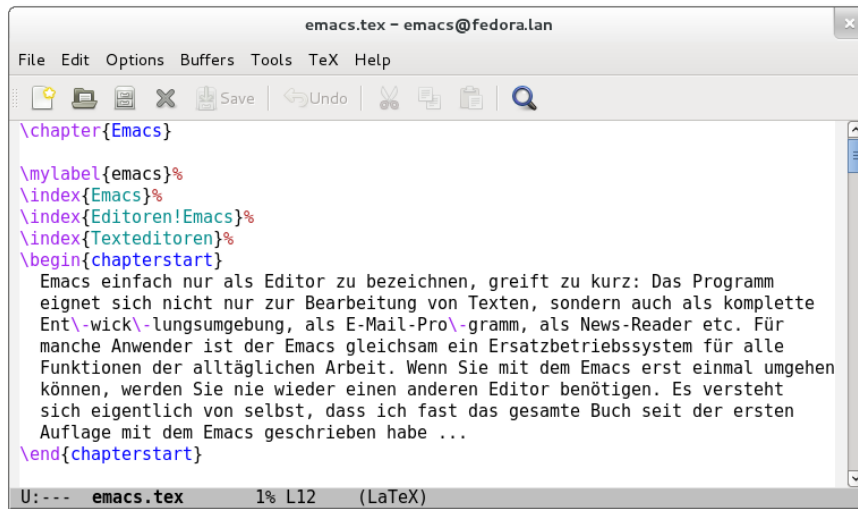 emacs.tex – emacs@fedora.lan
File Edit Options Buffers Tools TeX Help
Save Undo
\chapter{Emacs}
\mylabel{emacs}%
\index{Emacs}%
\index{Editoren!Emacs}%
\index{Texteditoren}%
\begin{chapterstart}
Emacs einfach nur als Editor zu bezeichnen, greift zu kurz: Das Programm
eignet sich nicht nur zur Bearbeitung von Texten, sondern auch als komplette
Ent\-wick\-lungsumgebung, als E-Mail-Pro\-gramm, als News-Reader etc. Für
manche Anwender ist der Emacs gleichsam ein Ersatzbetriebssystem für alle
Funktionen der alltäglichen Arbeit. Wenn Sie mit dem Emacs erst einmal umgehen
können, werden Sie nie wieder einen anderen Editor benötigen. Es versteht
sich eigentlich von selbst, dass ich fast das gesamte Buch seit der ersten
Auflage mit dem Emacs geschrieben habe ...
\end{chapterstart}
U:--- emacs.tex 1% L12 (LaTeX)